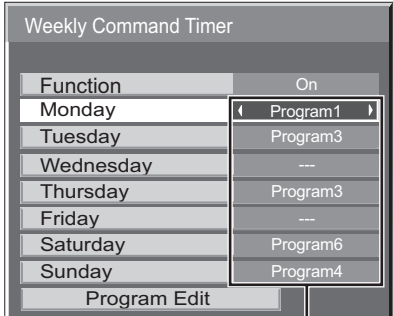 Weekly Command Timer
Function On
Monday Program1
Tuesday Program3
Wednesday ---
Thursday Program3
Friday ---
Saturday Program6
Sunday Program4
Program Edit